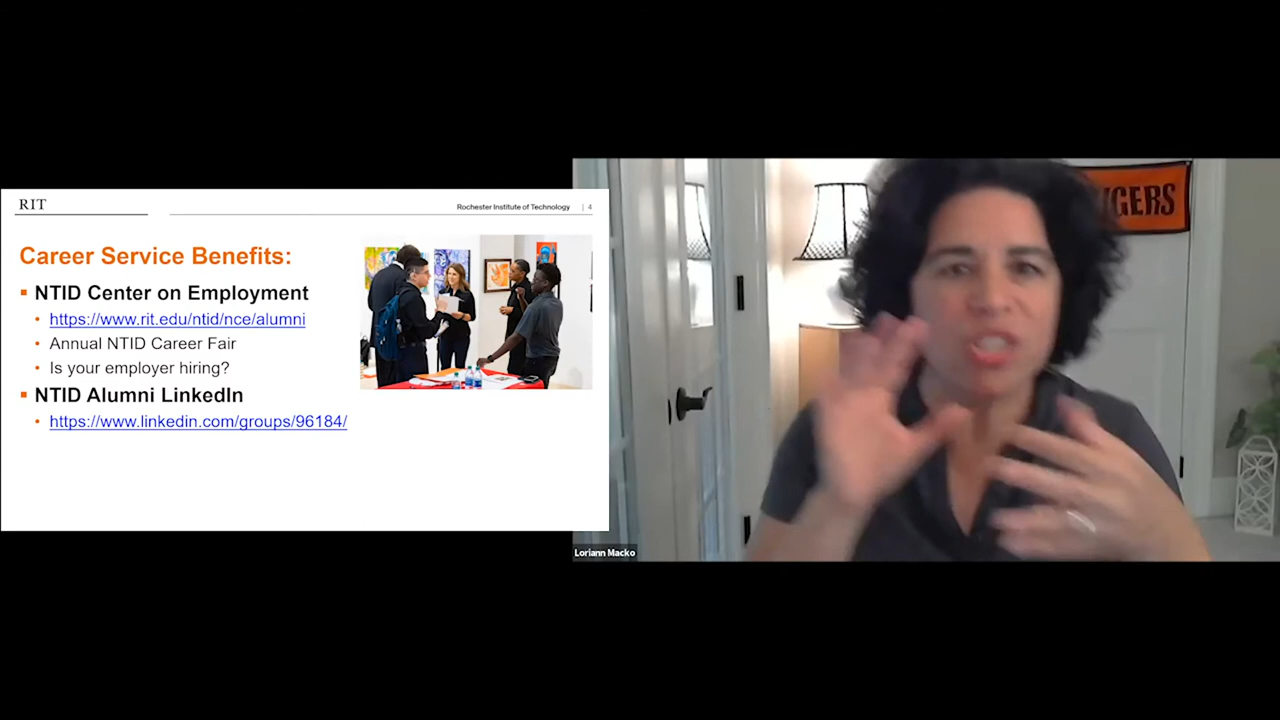 RIT
Rochester Institute of Technology | 4
Career Service Benefits:
NTID Center on Employment
https://www.rit.edu/ntid/nce/alumni
Annual NTID Career Fair
Is your employer hiring?
NTID Alumni LinkedIn
https://www.linkedin.com/groups/96184/
GERS
Loriann Macko